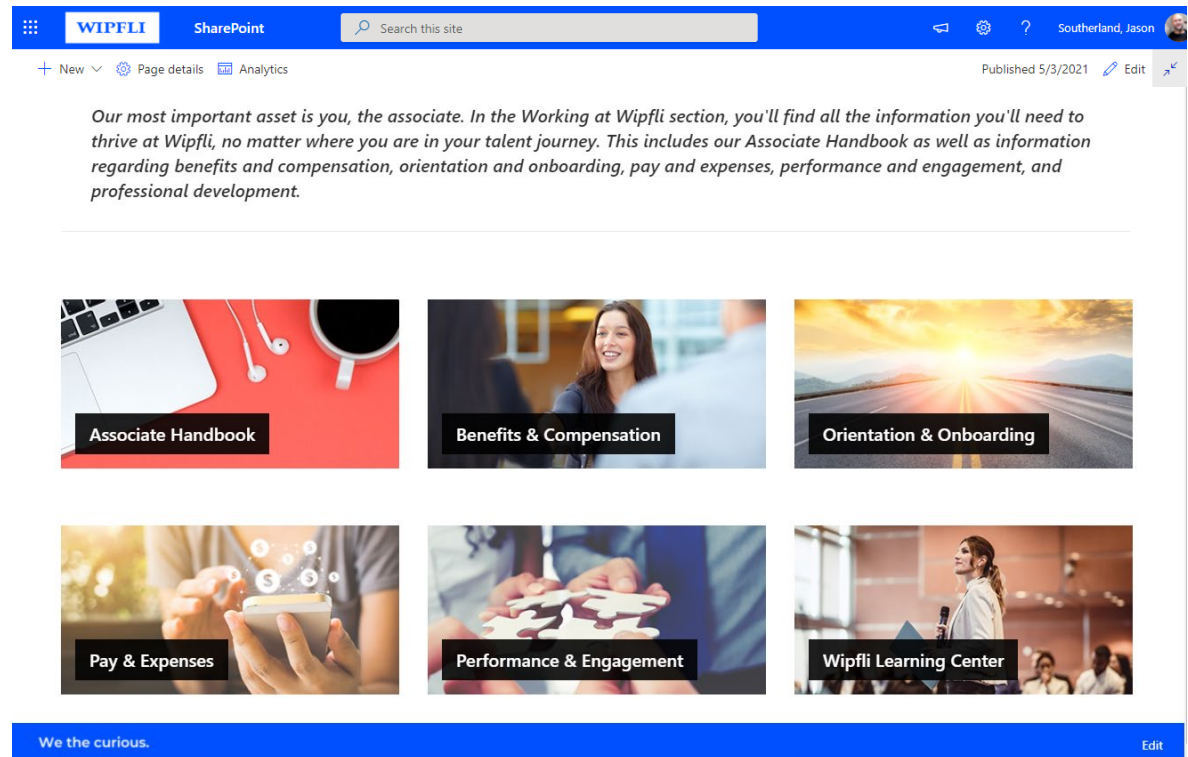 WIPFLI SharePoint Search this site ? Southerland, Jason
New Page details Analytics Published 5/3/2021 Edit
Our most important asset is you, the associate. In the Working at Wipfli section, you'll find all the information you'll need to
thrive at Wipfli, no matter where you are in your talent journey. This includes our Associate Handbook as well as information
regarding benefits and compensation, orientation and onboarding, pay and expenses, performance and engagement, and
professional development.
Associate Handbook
Benefits & Compensation
Orientation & Onboarding
$ $ $ $ $
Pay & Expenses
Performance & Engagement
Wipfli Learning Center
We the curious. Edit